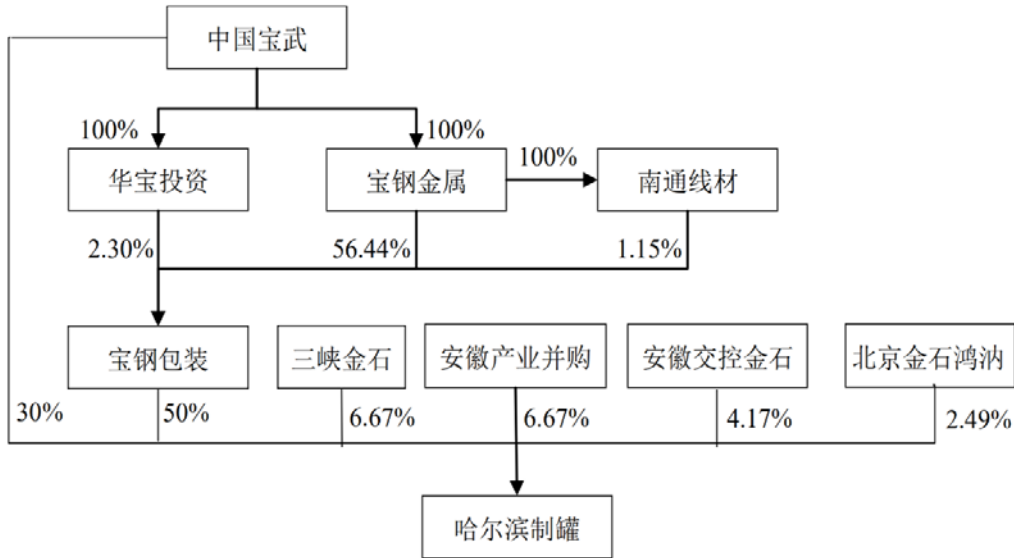 中国宝武
100%
100%
100%
华宝投资
宝钢金属
南通线材
2.30%
56.44%
1.15%
宝钢包装
三峡金石
安徽产业并购
安徽交控金石
北京金石鸿汭
30%
50%
6.67%
6.67%
4.17%
2.49%
哈尔滨制罐